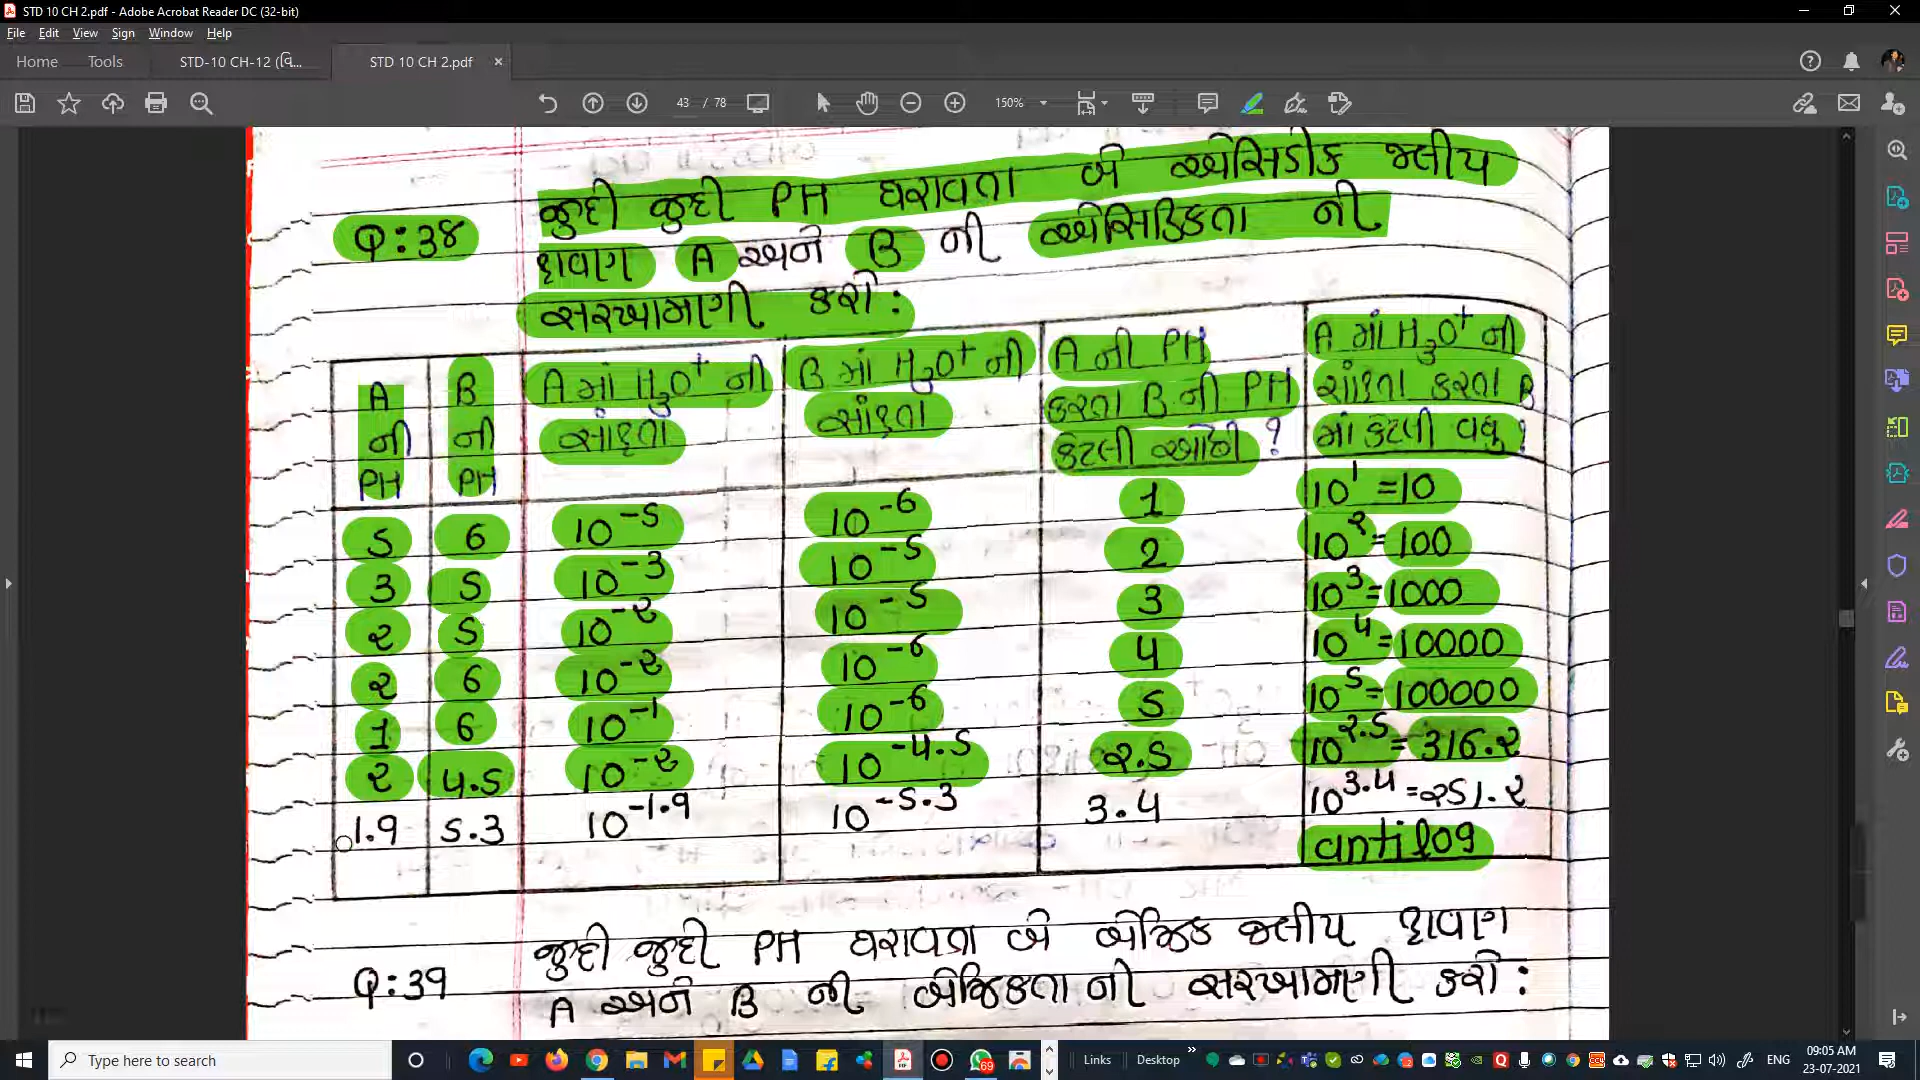 STD 10 CH 2.pdf - Adobe Acrobat Reader DC (32-bit)
File Edit View Sign Window Help
Home Tools STD-10 CH-12 ( STD 10 CH 2.pdf ×
43 / 78 150%
જુદી જુદી PH ધરાવતા બે એસિડીક જલીય
Q:38 દ્રાવણ A અને B ની એસિડિકતા ની
સરખામણી કરો:
A ની PH
B ની PH
A માં H₃O⁺ ની સાંદ્રતા
B માં H₃O⁺ ની સાંદ્રતા
A ની PH કરતા B ની PH કેટલી ઓછી ?
A માં H₃O⁺ ની સાંદ્રતા કરતા B માં કેટલી વધુ ?
5 6 10⁻⁵ 10⁻⁶ 1 10¹ =10
3 5 10⁻³ 10⁻⁵ 2 10² = 100
2 5 10⁻² 10⁻⁵ 3 10³ = 1000
2 6 10⁻² 10⁻⁶ 4 10⁴ = 10000
1 6 10⁻¹ 10⁻⁶ 5 10⁵ = 100000
2 4.5 10⁻² 10^-4.5 2.5 10^2.5 = 316.2
1.9 5.3 10^-1.9 10^-5.3 3.4 10^3.4 = 251.2
antilog
જુદી જુદી PH ધરાવતા બે બેઝિક જલીય દ્રાવણ
Q:39 A અને B ની બેઝિકતા ની સરખામણી કરો:
Type here to search
69
Links Desktop » ENG 09:05 AM
23-07-2021